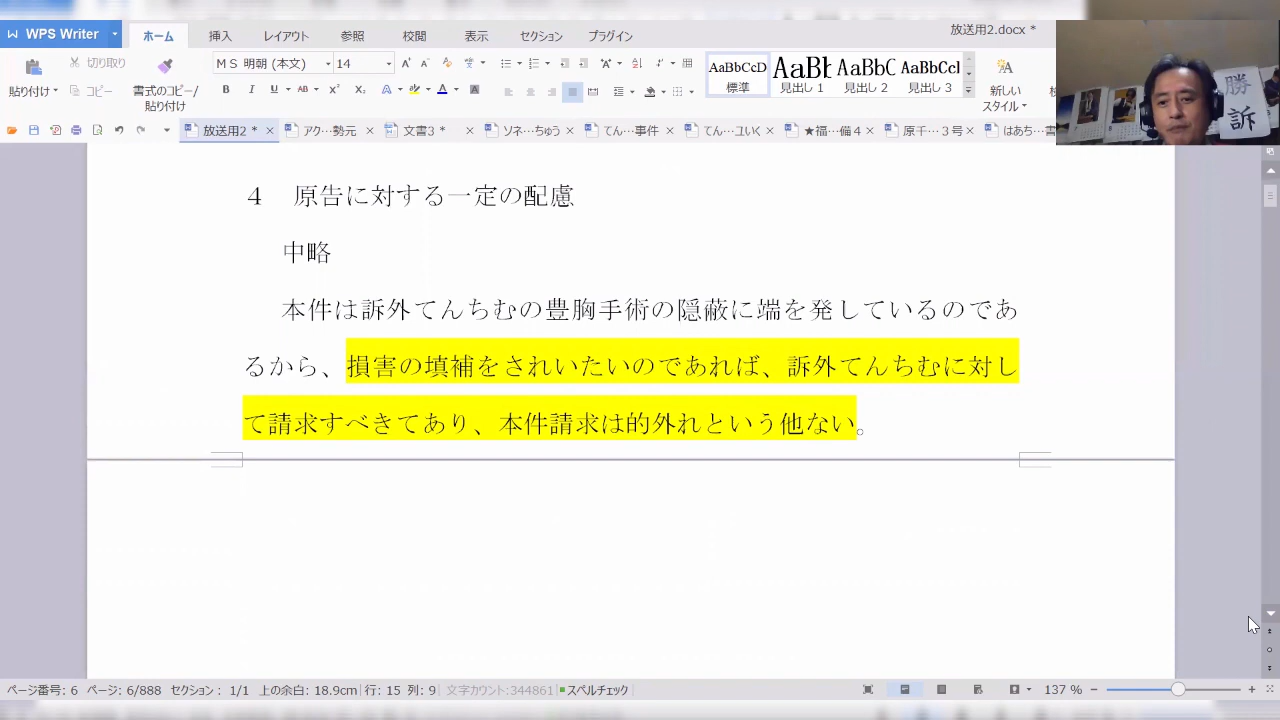 WPS Writer
ホーム
挿入
レイアウト
参照
校閲
表示
セクション
プラグイン
放送用2.docx *
貼り付け
切り取り
コピー
書式のコピー/
貼り付け
ＭＳ 明朝 (本文)
14
AaBbCcD
標準
AaBb
見出し 1
AaBbC
見出し 2
AaBbCcI
見出し 3
新しい
スタイル
放送用2 *
アク…勢示
文書3 *
ソネ…ちゅう
てん…事件
てん…ユいく
★福…備４
原千…３号
はあち…書
勝
訴
４　原告に対する一定の配慮
中略
本件は訴外てんちむの豊胸手術の隠蔽に端を発しているのであ
るから、損害の填補をされいたいのであれば、訴外てんちむに対し
て請求すべきてあり、本件請求は的外れという他ない。
ページ番号: 6 ページ: 6/888 セクション: 1/1 上の余白: 18.9cm 行: 15 列: 9 文字カウント:344861 スペルチェック
137 %